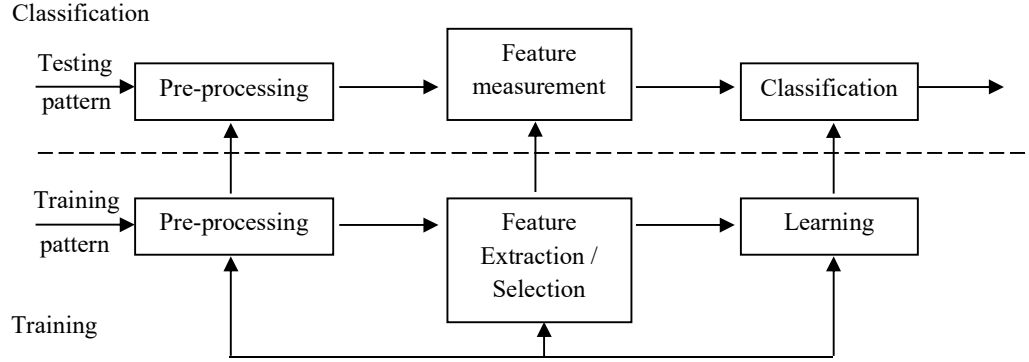 Classification
Testing
pattern
Pre-processing
Feature
measurement
Classification
Training
pattern
Pre-processing
Feature
Extraction /
Selection
Learning
Training